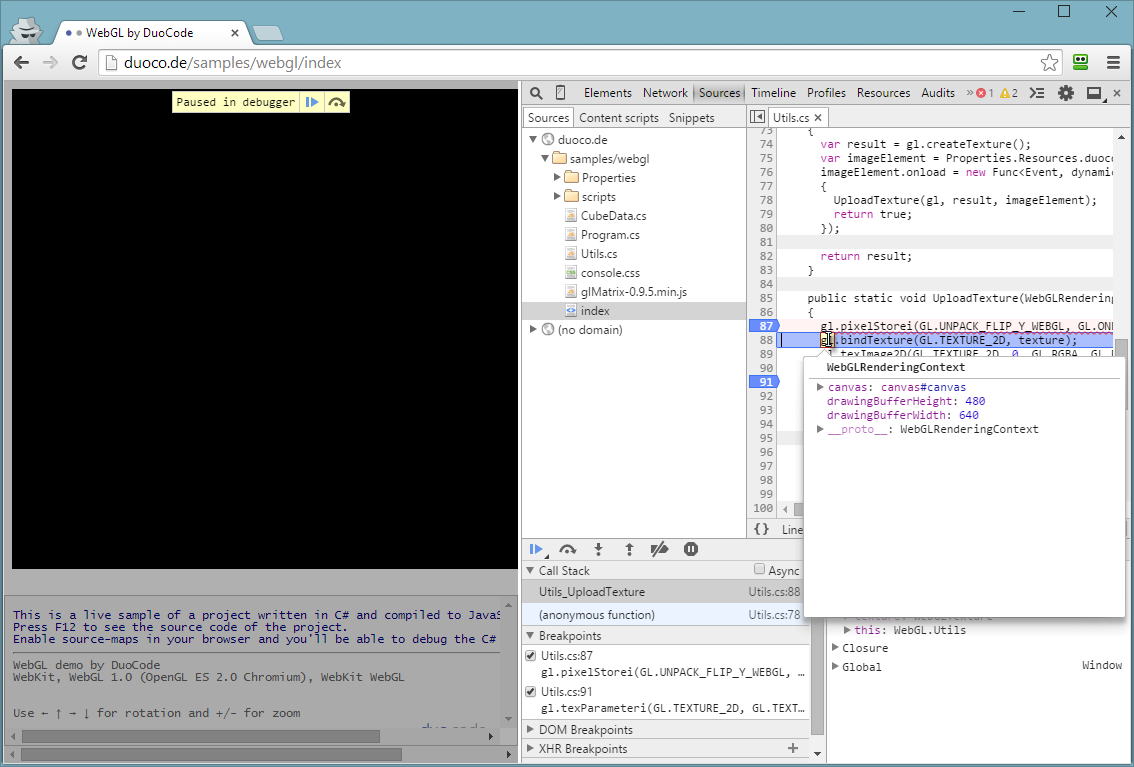 WebGL by DuoCode
duoco.de/samples/webgl/index
Paused in debugger
Elements Network Sources Timeline Profiles Resources Audits » 1 2
Sources Content scripts Snippets
Utils.cs
duoco.de
samples/webgl
Properties
scripts
CubeData.cs
Program.cs
Utils.cs
console.css
glMatrix-0.9.5.min.js
index
(no domain)
73 {
74 var result = gl.createTexture();
75 var imageElement = Properties.Resources.duoco
76 imageElement.onload = new Func<Event, dynami
77 {
78 UploadTexture(gl, result, imageElement);
79 return true;
80 });
81
82 return result;
83 }
84
85 public static void UploadTexture(WebGLRendering
86 {
87 gl.pixelStorei(GL.UNPACK_FLIP_Y_WEBGL, GL.ONE
88 gl.bindTexture(GL.TEXTURE_2D, texture);
89 gl.texImage2D(GL.TEXTURE_2D, 0, GL.RGBA, GL.
90
91
92
93
94
95
96
97
98
99
100
WebGLRenderingContext
canvas: canvas#canvas
drawingBufferHeight: 480
drawingBufferWidth: 640
__proto__: WebGLRenderingContext
{ } Line
Call Stack Async
Utils_UploadTexture Utils.cs:88
(anonymous function) Utils.cs:78
Breakpoints
Utils.cs:87
gl.pixelStorei(GL.UNPACK_FLIP_Y_WEBGL, …
Utils.cs:91
gl.texParameteri(GL.TEXTURE_2D, GL.TEXT…
DOM Breakpoints
XHR Breakpoints
this: WebGL.Utils
Closure
Global Window
This is a live sample of a project written in C# and compiled to JavaS
Press F12 to see the source code of the project.
Enable source-maps in your browser and you'll be able to debug the C#
WebGL demo by DuoCode
WebKit, WebGL 1.0 (OpenGL ES 2.0 Chromium), WebKit WebGL
Use ← ↑ → ↓ for rotation and +/- for zoom